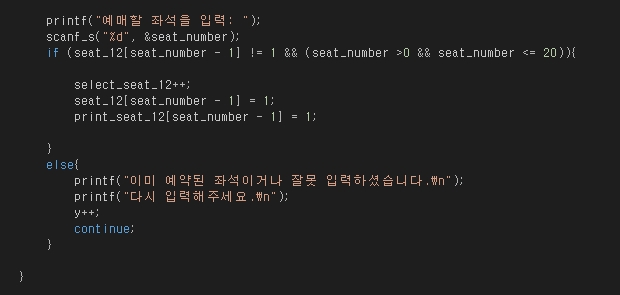 printf("예매할 좌석을 입력: ");
scanf_s("%d", &seat_number);
if (seat_12[seat_number - 1] != 1 && (seat_number >0 && seat_number <= 20)){
select_seat_12++;
seat_12[seat_number - 1] = 1;
print_seat_12[seat_number - 1] = 1;
}
else{
printf("이미 예약된 좌석이거나 잘못 입력하셨습니다.₩n");
printf("다시 입력해주세요.₩n");
y++;
continue;
}
}